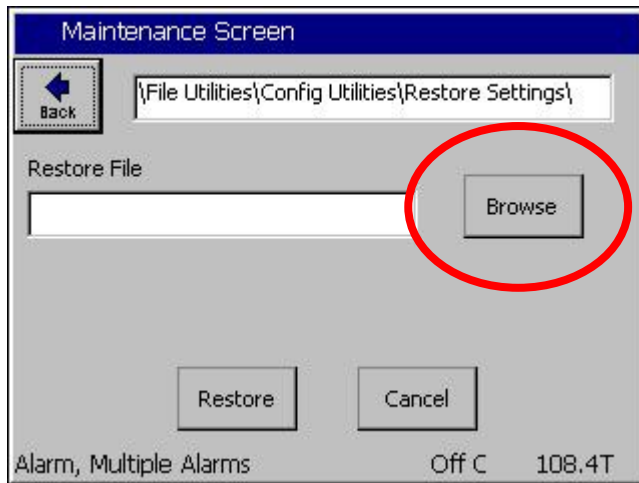 Maintenance Screen
Back
\File Utilities\Config Utilities\Restore Settings\
Restore File
Browse
Restore
Cancel
Alarm, Multiple Alarms Off C 108.4T